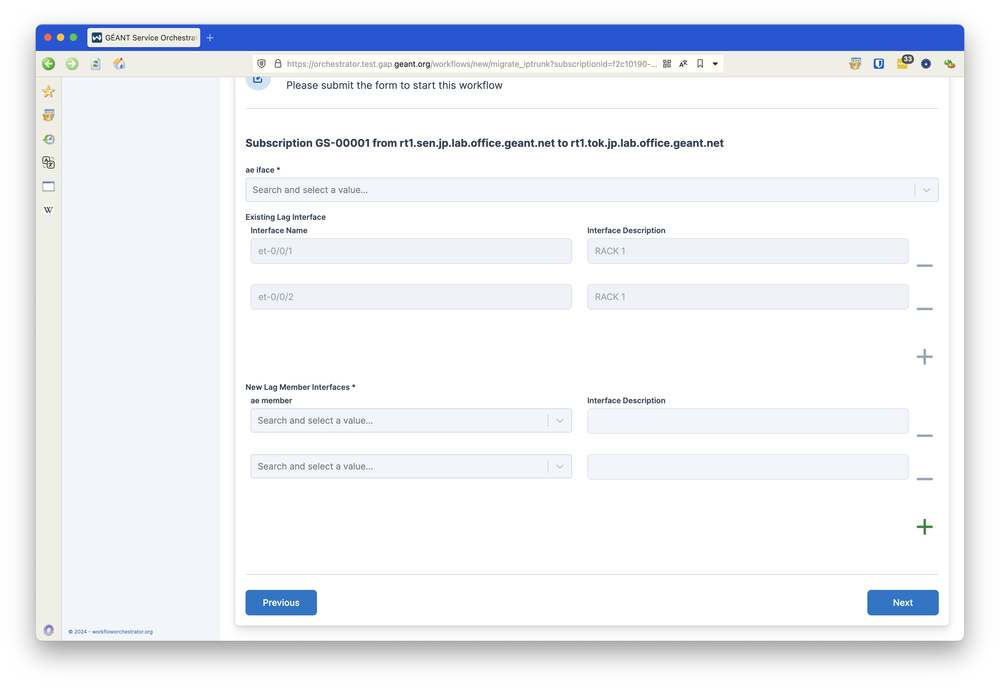 GÉANT Service Orchestrat
https://orchestrator.test.gap.geant.org/workflows/new/migrate_iptrunk?subscriptionId=f2c10190-...
33
Please submit the form to start this workflow
Subscription GS-00001 from rt1.sen.jp.lab.office.geant.net to rt1.tok.jp.lab.office.geant.net
ae iface *
Search and select a value...
Existing Lag Interface
Interface Name Interface Description
et-0/0/1 RACK 1
et-0/0/2 RACK 1
New Lag Member Interfaces *
ae member Interface Description
Search and select a value...
Search and select a value...
Previous Next
© 2024 - workfloworchestrator.org
W